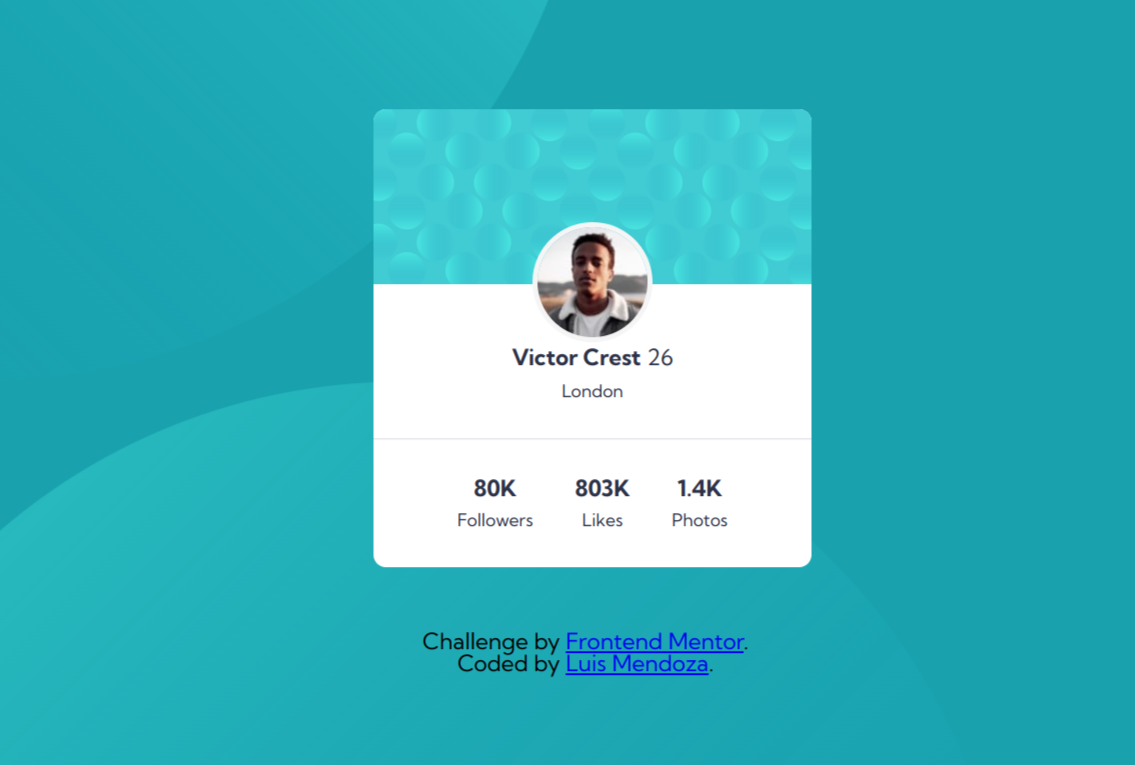 Victor Crest 26
London
80K 803K 1.4K
Followers Likes Photos
Challenge by Frontend Mentor.
Coded by Luis Mendoza.